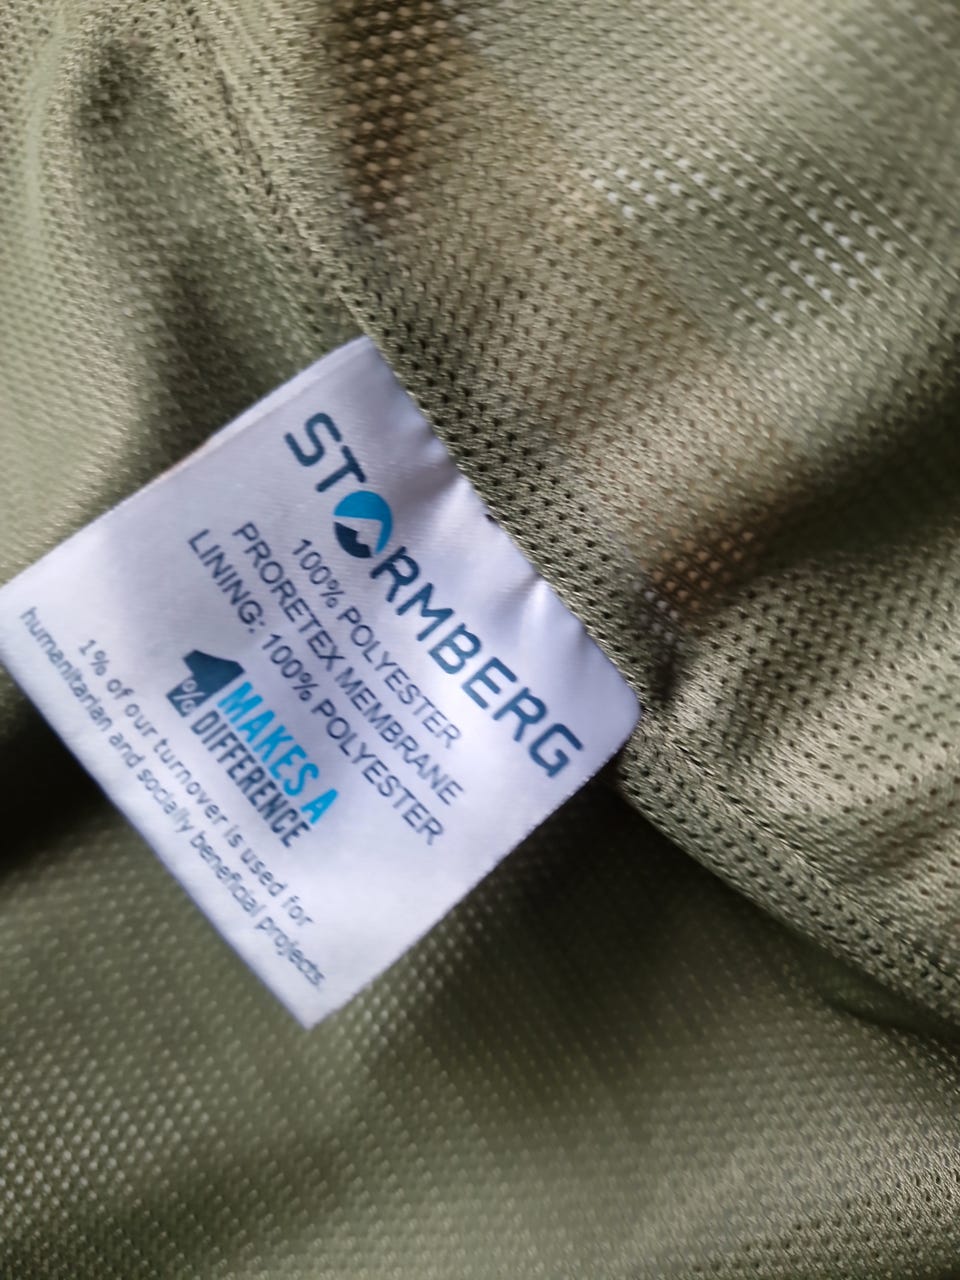 STORMBERG
100% POLYESTER
PRORETEX MEMBRANE
LINING: 100% POLYESTER
1%
MAKES A
DIFFERENCE
1% of our turnover is used for
humanitarian and socially beneficial projects.